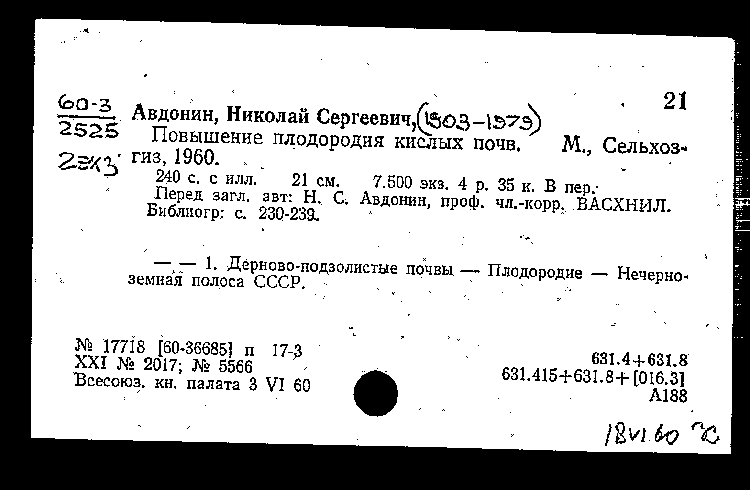 21
60-3
2525
2экз
Авдонин, Николай Сергеевич, (1903-1979)
Повышение плодородия кислых почв. М., Сельхоз-
гиз, 1960.
240 с. с илл. 21 см. 7.500 экз. 4 р. 35 к. В пер.
Перед загл. авт: Н. С. Авдонин, проф. чл.-корр. ВАСХНИЛ.
Библиогр: с. 230-239.
— — 1. Дерново-подзолистые почвы — Плодородие — Нечерно-
земная полоса СССР.
№ 17718 [60-36685] п 17-3
XXI № 2017; № 5566
Всесоюз. кн. палата 3 VI 60
631.4+631.8
631.415+631.8+[016.3]
А188
18 VI 60